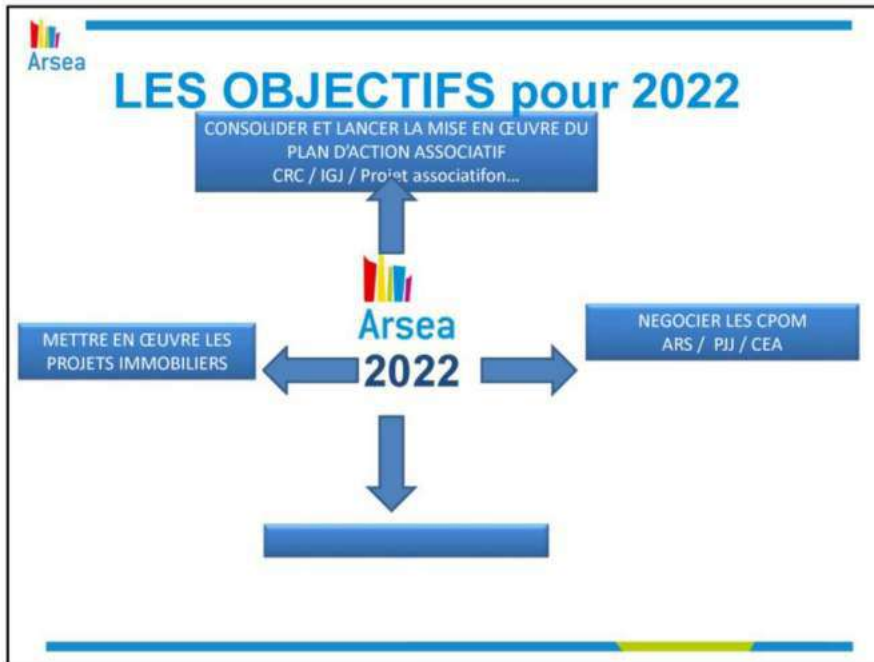 Arsea
LES OBJECTIFS pour 2022
CONSOLIDER ET LANCER LA MISE EN ŒUVRE DU
PLAN D'ACTION ASSOCIATIF
CRC / IGJ / Projet associatifon...
Arsea
2022
METTRE EN ŒUVRE LES
PROJETS IMMOBILIERS
NEGOCIER LES CPOM
ARS / PJJ / CEA